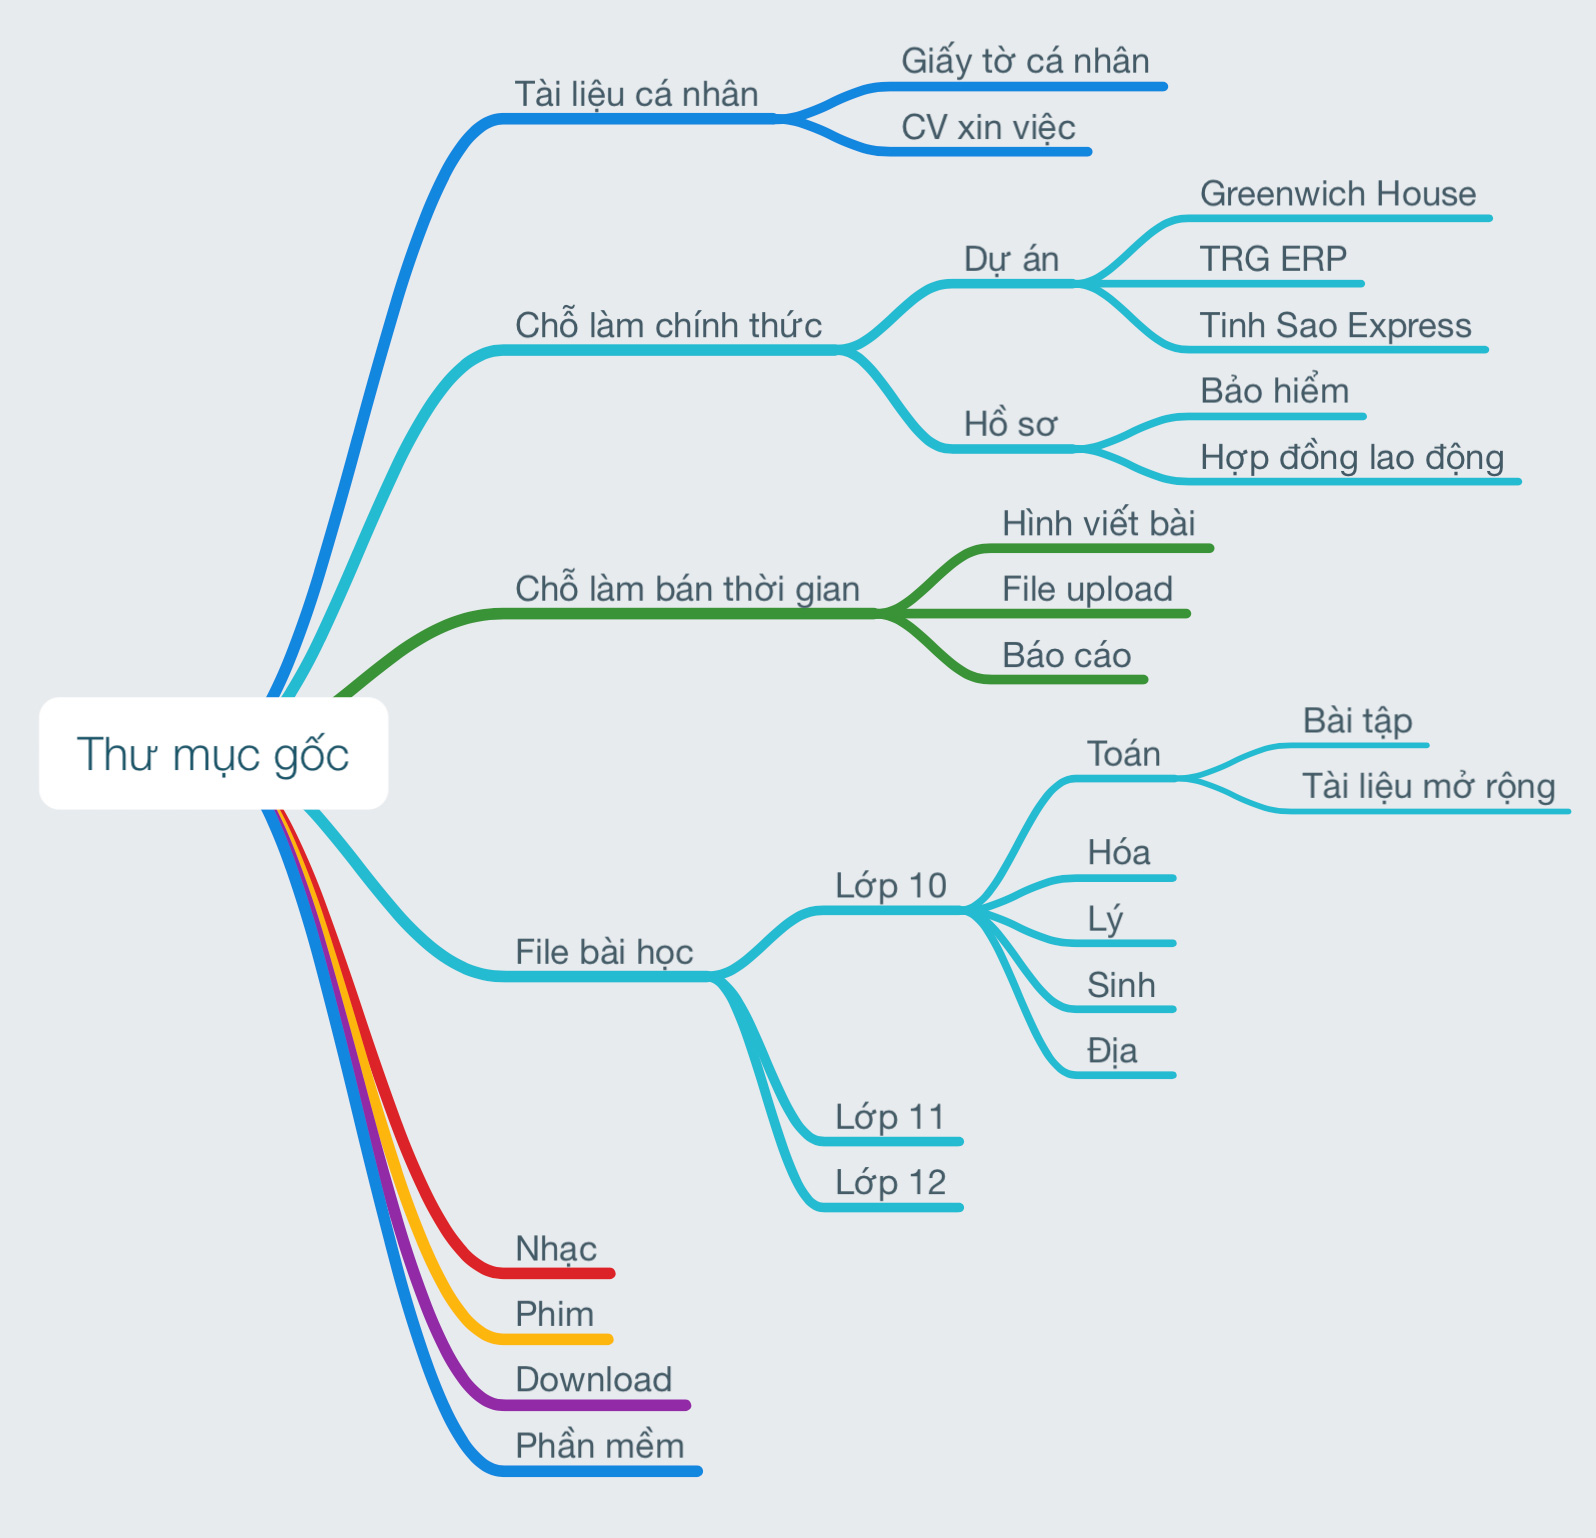 Giấy tờ cá nhân
Tài liệu cá nhân
CV xin việc
Greenwich House
Dự án
TRG ERP
Chỗ làm chính thức
Tinh Sao Express
Bảo hiểm
Hồ sơ
Hợp đồng lao động
Hình viết bài
Chỗ làm bán thời gian
File upload
Báo cáo
Thư mục gốc
Bài tập
Toán
Tài liệu mở rộng
Hóa
Lớp 10
Lý
File bài học
Sinh
Địa
Lớp 11
Lớp 12
Nhạc
Phim
Download
Phần mềm